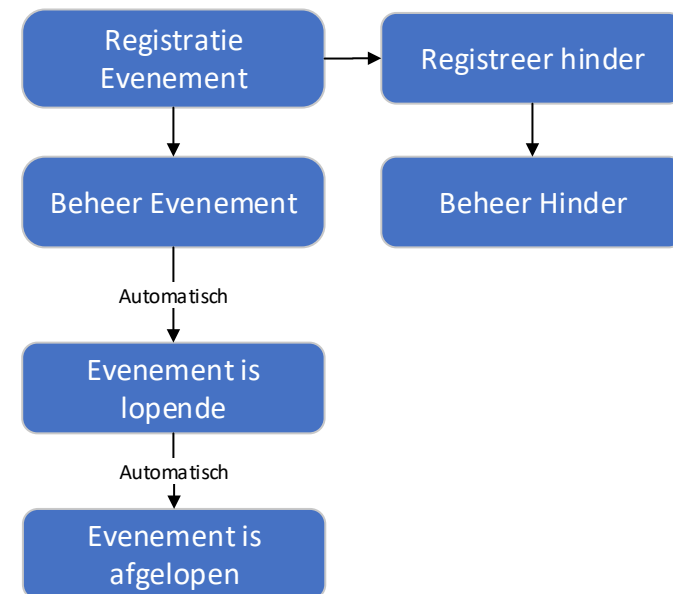 Registratie
Evenement
Registreer hinder
Beheer Evenement
Beheer Hinder
Automatisch
Evenement is
lopende
Automatisch
Evenement is
afgelopen